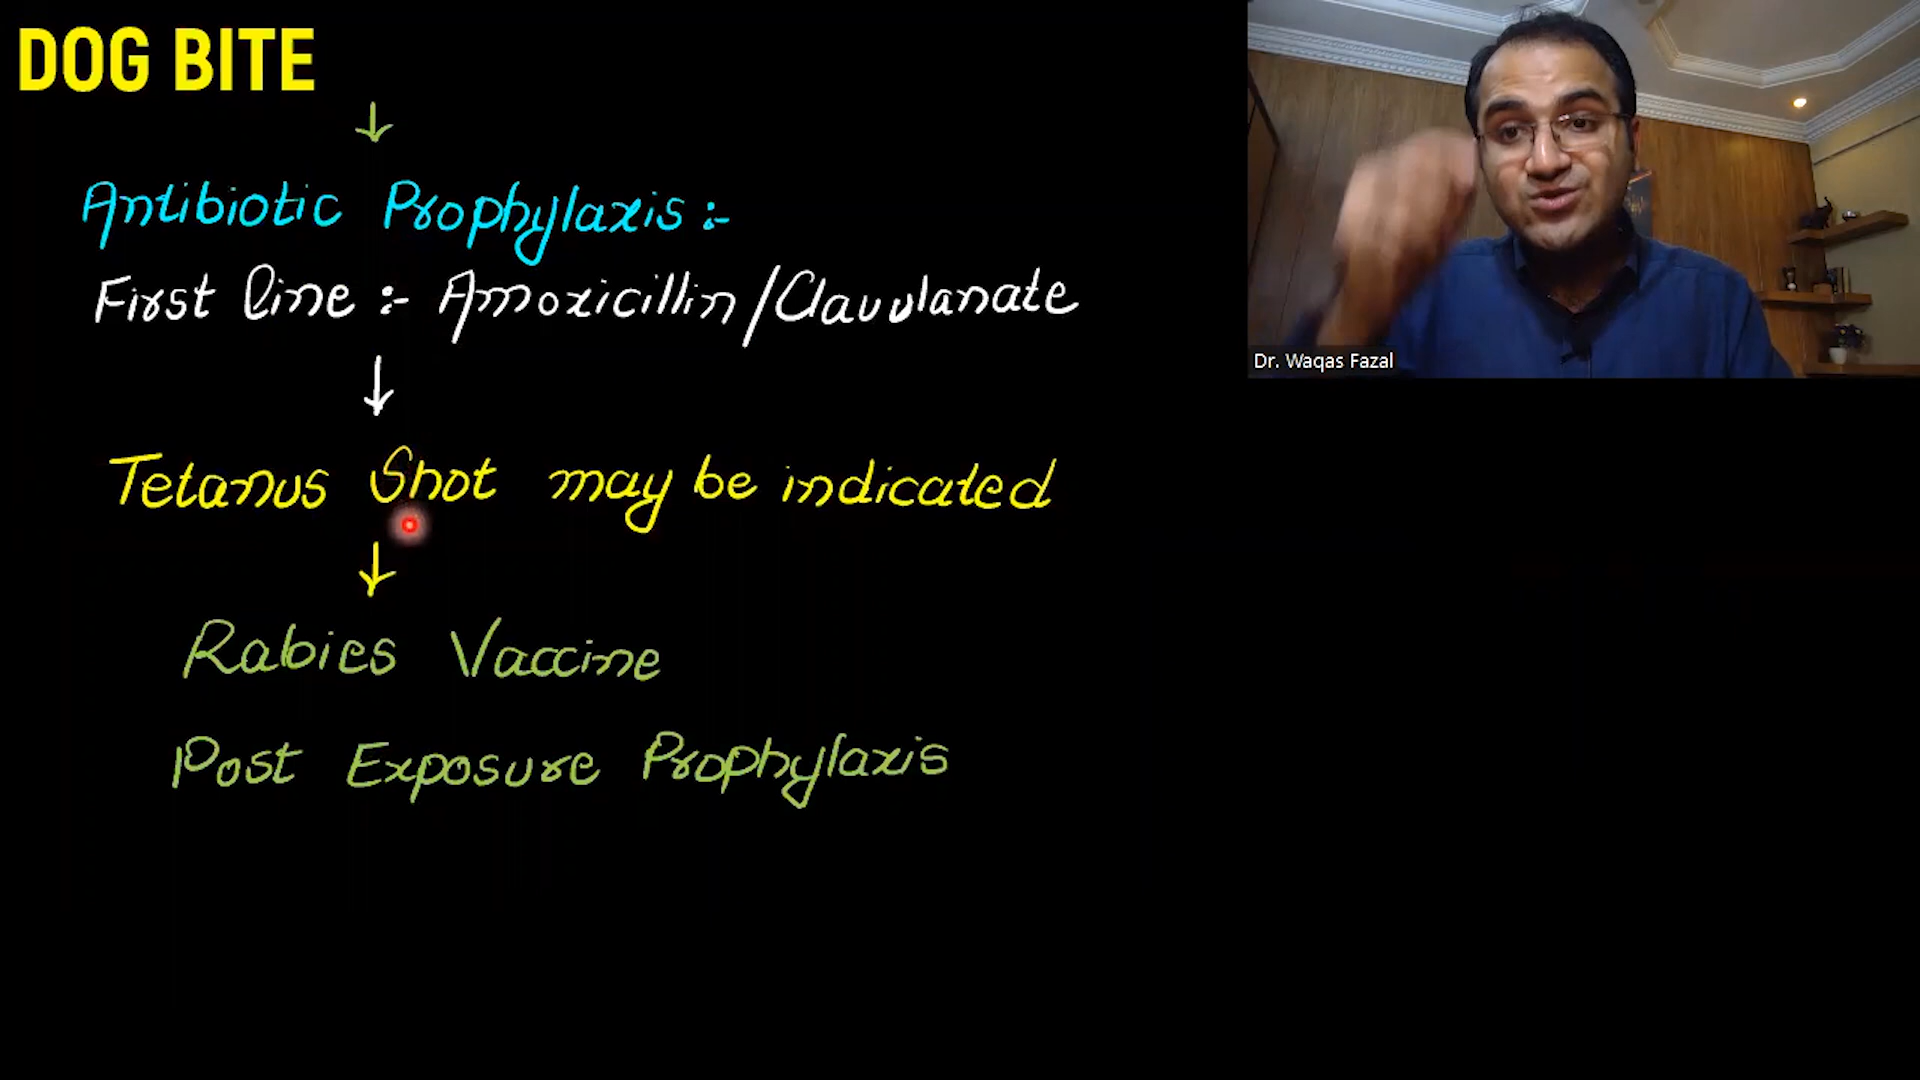 DOG BITE
Antibiotic Prophylaxis :-
First line :- Amoxicillin/Clavulanate
Tetanus Shot may be indicated
Rabies Vaccine
Post Exposure Prophylaxis
Dr. Waqas Fazal